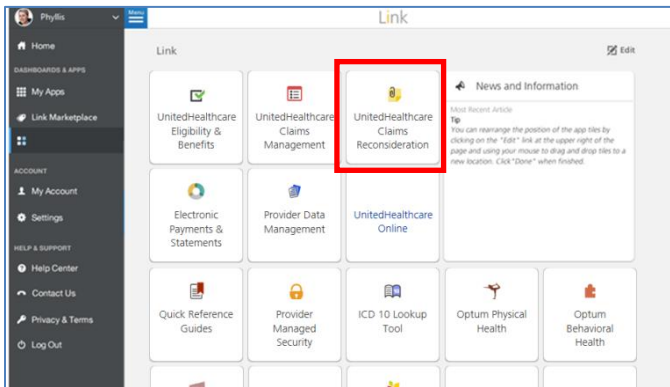 Phyllis
Menu
Link
Home
DASHBOARDS & APPS
My Apps
Link Marketplace
ACCOUNT
My Account
Settings
HELP & SUPPORT
Help Center
Contact Us
Privacy & Terms
Log Out
Link
Edit
UnitedHealthcare
Eligibility &
Benefits
UnitedHealthcare
Claims
Management
UnitedHealthcare
Claims
Reconsideration
News and Information
Most Recent Article
Tip
You can rearrange the position of the app tiles by
clicking on the "Edit" link at the upper right of the
page and using your mouse to drag and drop tiles to a
new location. Click"Done" when finished.
Electronic
Payments &
Statements
Provider Data
Management
UnitedHealthcare
Online
Quick Reference
Guides
Provider
Managed
Security
ICD 10 Lookup
Tool
Optum Physical
Health
Optum
Behavioral
Health